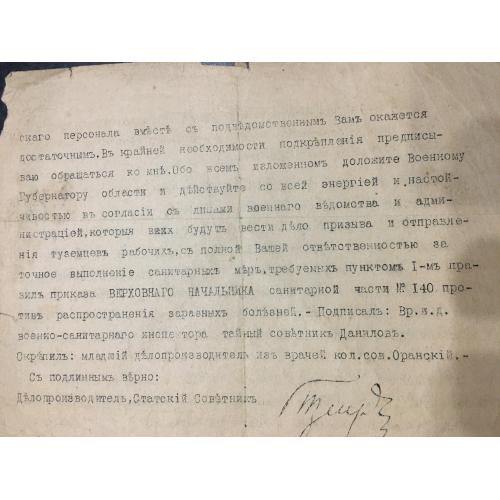 скаго персонала вмѣстѣ съ подвѣдомственнымъ Вамъ окажется
достаточнымъ.Въ крайней необходимости подкрѣпленія предписы-
ваю обращаться ко мнѣ.Обо всемъ изложенном доложите Военному
Губернатору области и дѣйствуйте со всей энергіей и настой-
чивостью въ согласіи съ лицами военнаго вѣдомства и адми-
нистраціей,которыя будутъ вести дѣло призыва и отправле-
нія туземцевъ рабочихъ,съ полной Вашей отвѣтственностью за
точное выполненіе санитарныхъ мѣръ,требуемыхъ пунктомъ I-мъ пра-
вилъ приказа ВЕРХОВНАГО НАЧАЛЬНИКА санитарной части № 140 про-
тивъ распространенія заразныхъ болѣзней.- Подписалъ: Вр.и.д.
военно-санитарнаго инспектора тайный совѣтникъ Даниловъ.
Скрѣпилъ: младшій дѣлопроизводитель изъ врачей кол.сов.Оранскій.-
Съ подлиннымъ вѣрно:
Дѣлопроизводитель,Статскій Совѣтникъ